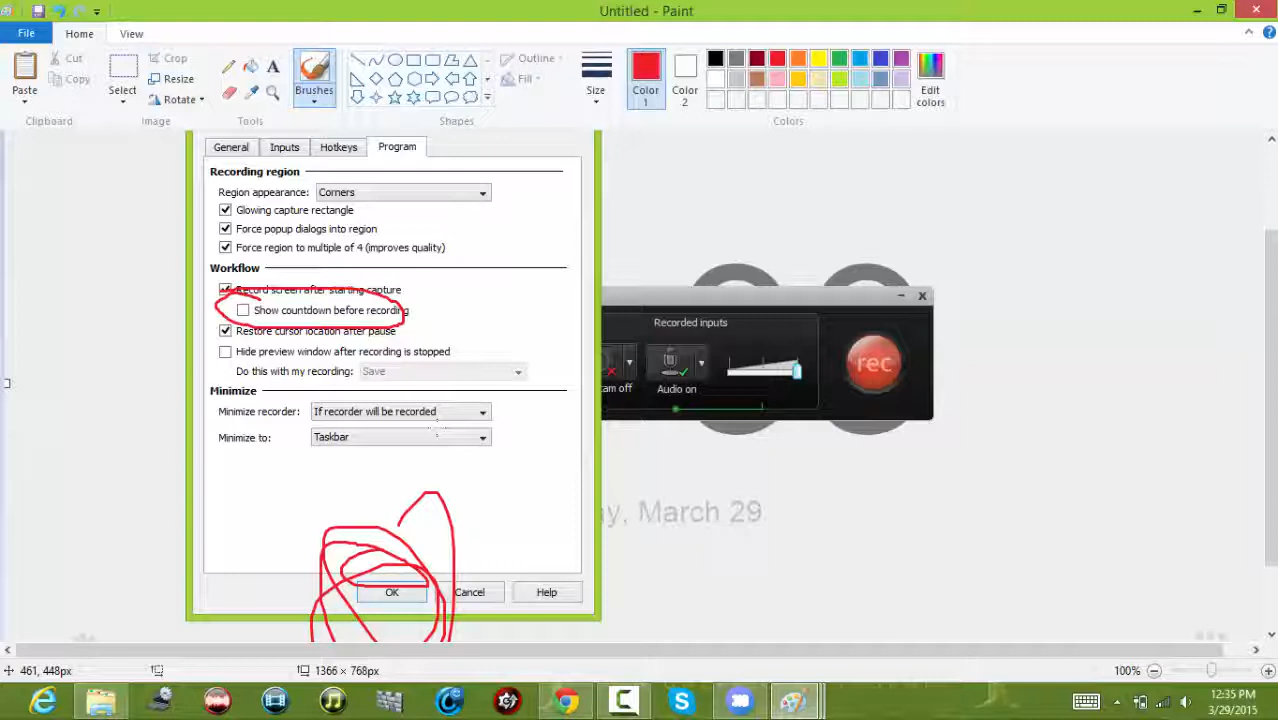 Untitled - Paint
File
Home
View
Paste
Cut
Copy
Clipboard
Select
Crop
Resize
Rotate
Image
A
Tools
Brushes
Outline
Fill
Shapes
Size
Color 1
Color 2
Edit colors
Colors
General
Inputs
Hotkeys
Program
Recording region
Region appearance: Corners
Glowing capture rectangle
Force popup dialogs into region
Force region to multiple of 4 (improves quality)
Workflow
Record screen after starting capture
Show countdown before recording
Restore cursor location after pause
Hide preview window after recording is stopped
Do this with my recording: Save
Minimize
Minimize recorder: If recorder will be recorded
Minimize to: Taskbar
OK
Cancel
Help
Recorded inputs
am off
Audio on
rec
y, March 29
461, 448px
1366 × 768px
100%
12:35 PM
3/29/2015